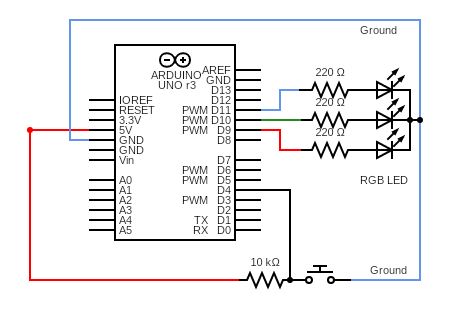 Ground
220 Ω
ARDUINO
UNO r3
AREF
GND
D13
D12
IOREF
RESET
PWM D11
3.3V
PWM D10
220 Ω
5V
PWM D9
GND
D8
220 Ω
GND
Vin
D7
PWM D6
A0
PWM D5
RGB LED
A1
D4
A2
PWM D3
A3
D2
A4
TX D1
A5
RX D0
10 kΩ
Ground